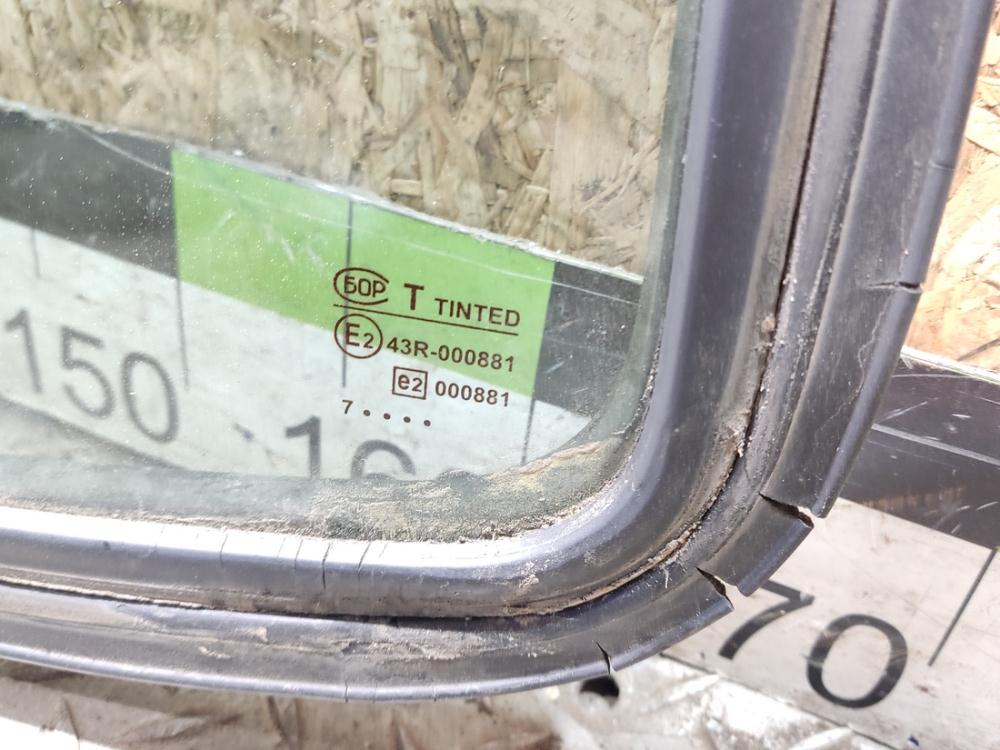 БОР T TINTED
E2 43R-000881
e2 000881
7 • • • •
150
70